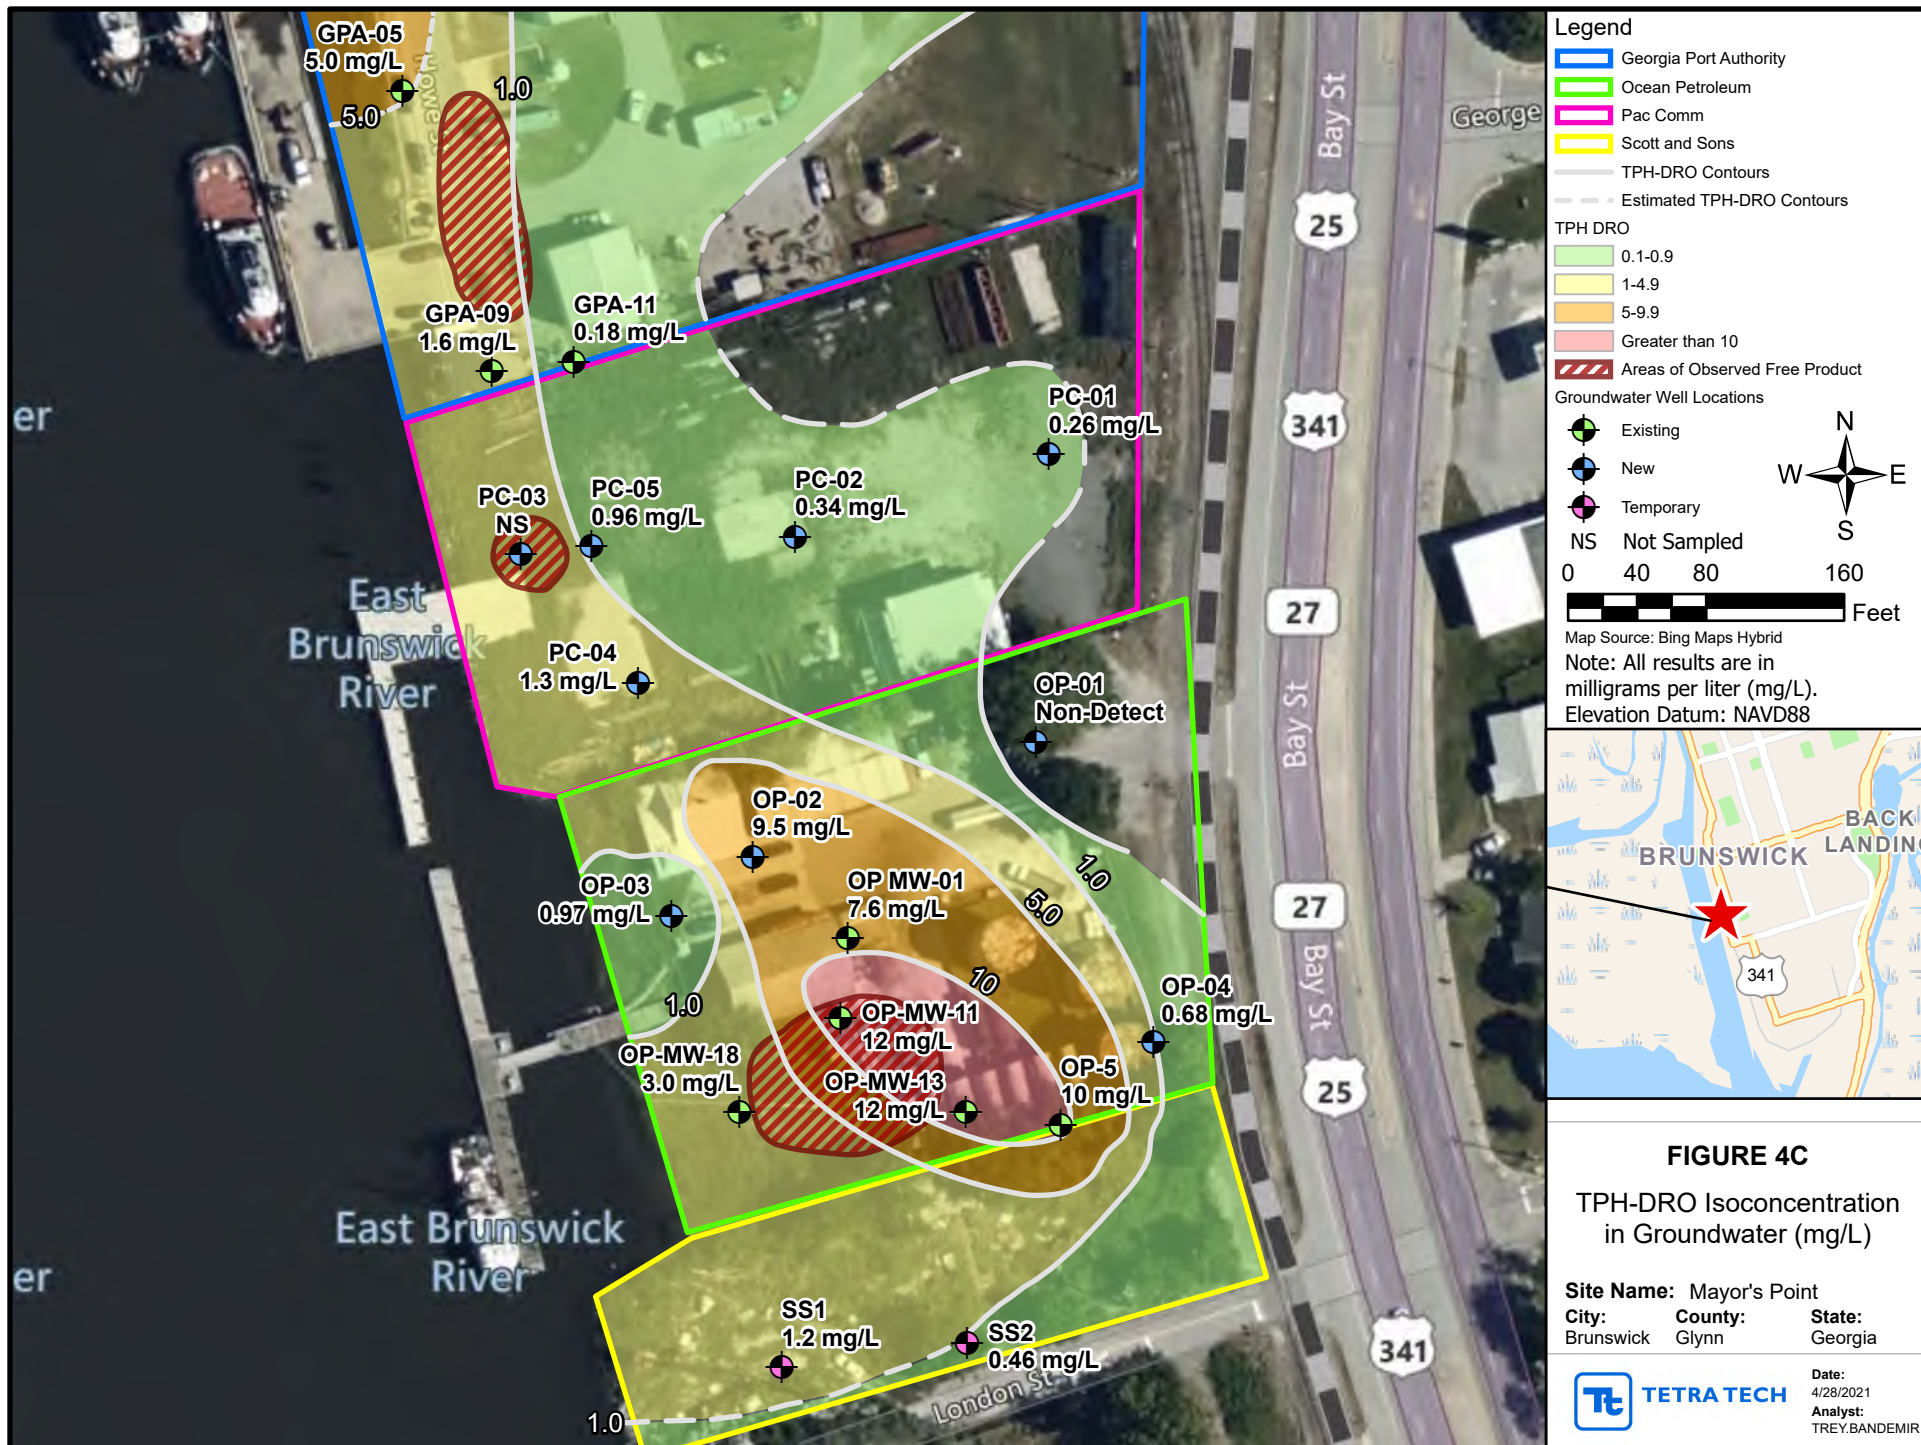 GPA-05
5.0 mg/L
Howe St
5.0
1.0
GPA-09
1.6 mg/L
GPA-11
0.18 mg/L
PC-01
0.26 mg/L
PC-02
0.34 mg/L
PC-03
NS
PC-05
0.96 mg/L
PC-04
1.3 mg/L
OP-01
Non-Detect
OP-02
9.5 mg/L
OP-03
0.97 mg/L
OP MW-01
7.6 mg/L
1.0
5.0
10
1.0
OP-04
0.68 mg/L
OP-MW-11
12 mg/L
OP-MW-18
3.0 mg/L
OP-MW-13
12 mg/L
OP-5
10 mg/L
SS1
1.2 mg/L
SS2
0.46 mg/L
1.0
er
East
Brunswick
River
East Brunswick
River
er
London St
Bay St
George
25
341
27
Bay St
27
Bay St
25
341
Legend
Georgia Port Authority
Ocean Petroleum
Pac Comm
Scott and Sons
TPH-DRO Contours
Estimated TPH-DRO Contours
TPH DRO
0.1-0.9
1-4.9
5-9.9
Greater than 10
Areas of Observed Free Product
Groundwater Well Locations
Existing
New
Temporary
NS Not Sampled
N
W E
S
0 40 80 160
Feet
Map Source: Bing Maps Hybrid
Note: All results are in
milligrams per liter (mg/L).
Elevation Datum: NAVD88
BACK
LANDING
BRUNSWICK
341
FIGURE 4C
TPH-DRO Isoconcentration
in Groundwater (mg/L)
Site Name: Mayor's Point
City: County: State:
Brunswick Glynn Georgia
Tt TETRA TECH
Date:
4/28/2021
Analyst:
TREY.BANDEMIR